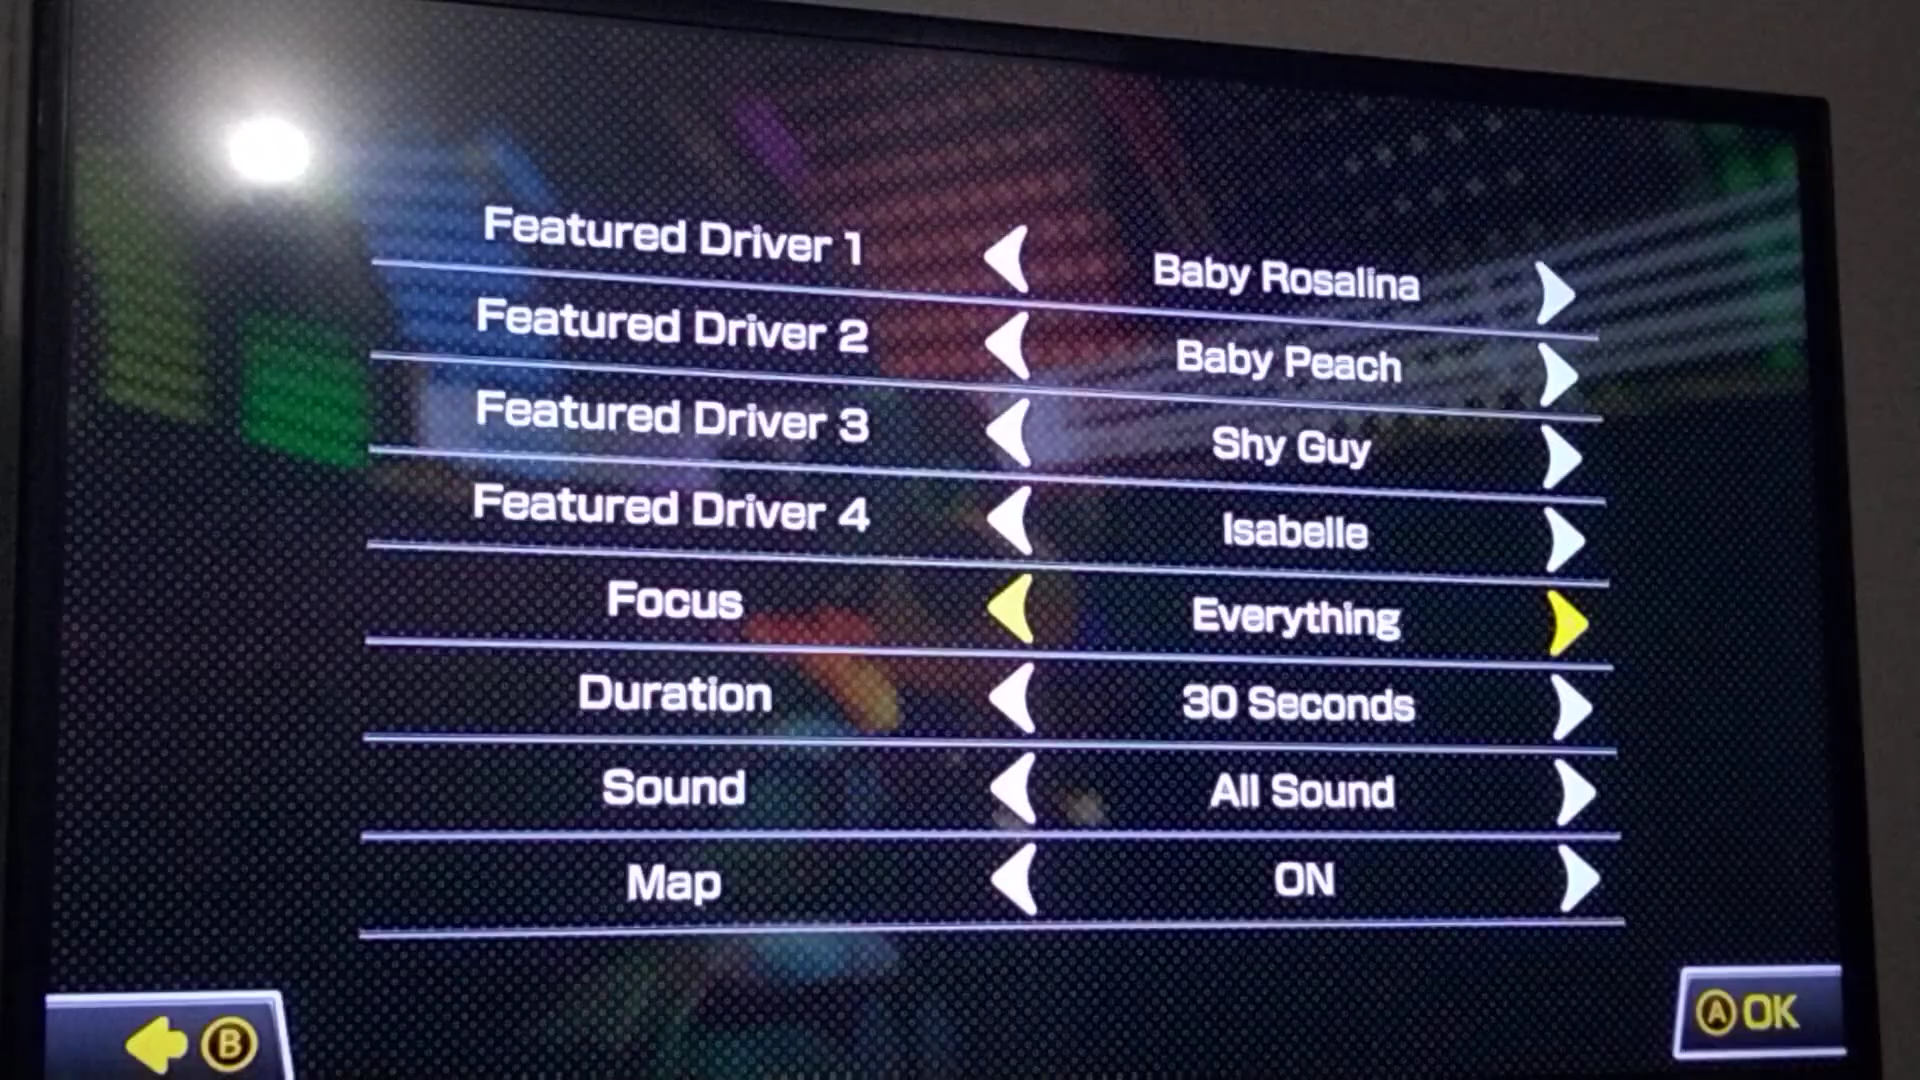 Featured Driver 1 Baby Rosalina
Featured Driver 2 Baby Peach
Featured Driver 3 Shy Guy
Featured Driver 4 Isabelle
Focus Everything
Duration 30 Seconds
Sound All Sound
Map ON
B
A OK